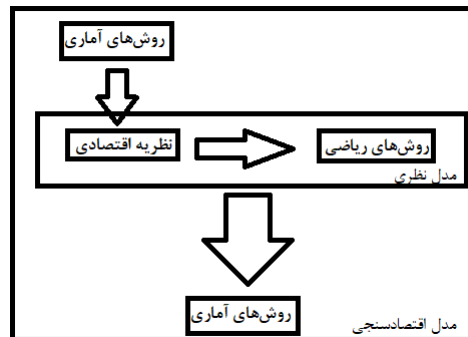 روش‌های آماری
نظریه اقتصادی
روش‌های ریاضی
مدل نظری
روش‌های آماری
مدل اقتصادسنجی